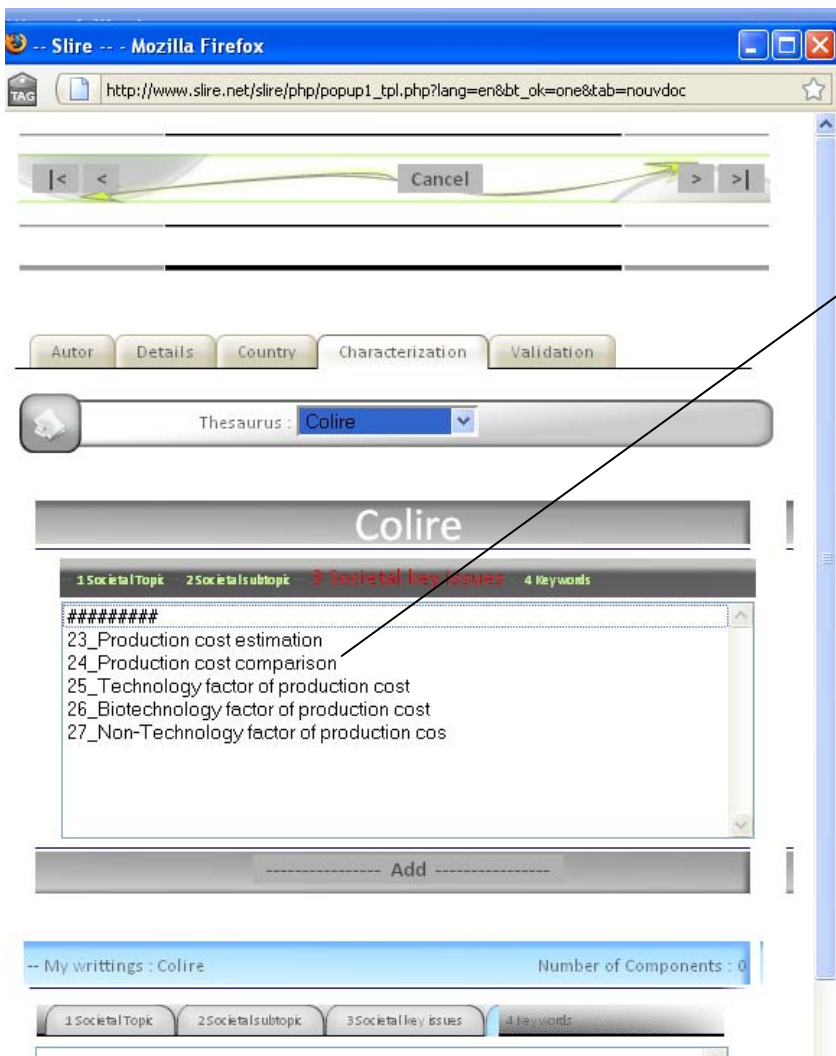 -- Slire -- - Mozilla Firefox
TAG http://www.slire.net/slire/php/popup1_tpl.php?lang=en&bt_ok=one&tab=nouvdoc
|< < Cancel > >|
Autor Details Country Characterization Validation
Thesaurus : Colire
Colire
1 Societal Topic 2 Societal subtopic 3 Societal key issues 4 Keywords
#########
23_Production cost estimation
24_Production cost comparison
25_Technology factor of production cost
26_Biotechnology factor of production cost
27_Non-Technology factor of production cos
---------------- Add ----------------
-- My writtings : Colire Number of Components : 0
1 Societal Topic 2 Societal subtopic 3 Societal key issues 4 Keywords